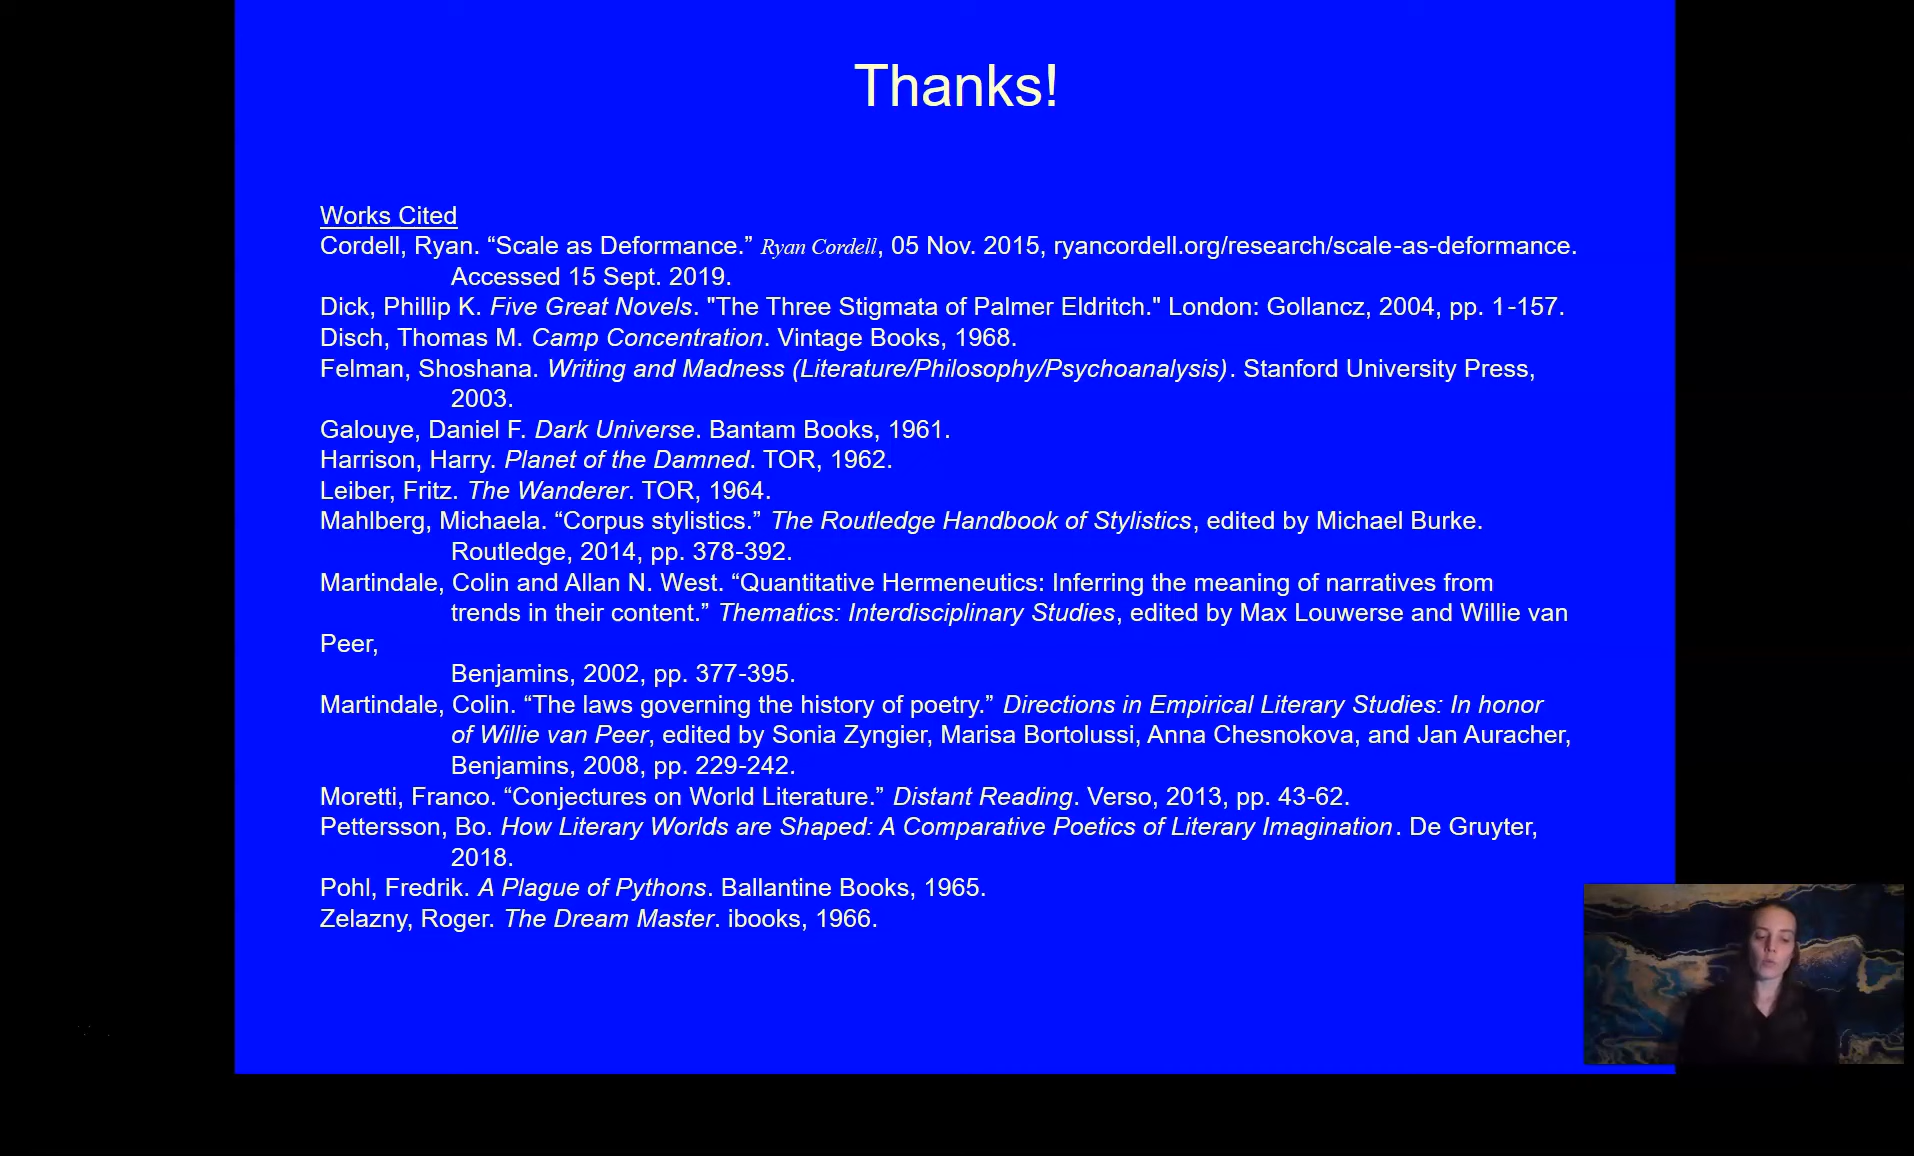 Thanks!
Works Cited
Cordell, Ryan. “Scale as Deformance.” Ryan Cordell, 05 Nov. 2015, ryancordell.org/research/scale-as-deformance.
Accessed 15 Sept. 2019.
Dick, Phillip K. Five Great Novels. "The Three Stigmata of Palmer Eldritch." London: Gollancz, 2004, pp. 1-157.
Disch, Thomas M. Camp Concentration. Vintage Books, 1968.
Felman, Shoshana. Writing and Madness (Literature/Philosophy/Psychoanalysis). Stanford University Press,
2003.
Galouye, Daniel F. Dark Universe. Bantam Books, 1961.
Harrison, Harry. Planet of the Damned. TOR, 1962.
Leiber, Fritz. The Wanderer. TOR, 1964.
Mahlberg, Michaela. “Corpus stylistics.” The Routledge Handbook of Stylistics, edited by Michael Burke.
Routledge, 2014, pp. 378-392.
Martindale, Colin and Allan N. West. “Quantitative Hermeneutics: Inferring the meaning of narratives from
trends in their content.” Thematics: Interdisciplinary Studies, edited by Max Louwerse and Willie van
Peer,
Benjamins, 2002, pp. 377-395.
Martindale, Colin. “The laws governing the history of poetry.” Directions in Empirical Literary Studies: In honor
of Willie van Peer, edited by Sonia Zyngier, Marisa Bortolussi, Anna Chesnokova, and Jan Auracher,
Benjamins, 2008, pp. 229-242.
Moretti, Franco. “Conjectures on World Literature.” Distant Reading. Verso, 2013, pp. 43-62.
Pettersson, Bo. How Literary Worlds are Shaped: A Comparative Poetics of Literary Imagination. De Gruyter,
2018.
Pohl, Fredrik. A Plague of Pythons. Ballantine Books, 1965.
Zelazny, Roger. The Dream Master. ibooks, 1966.